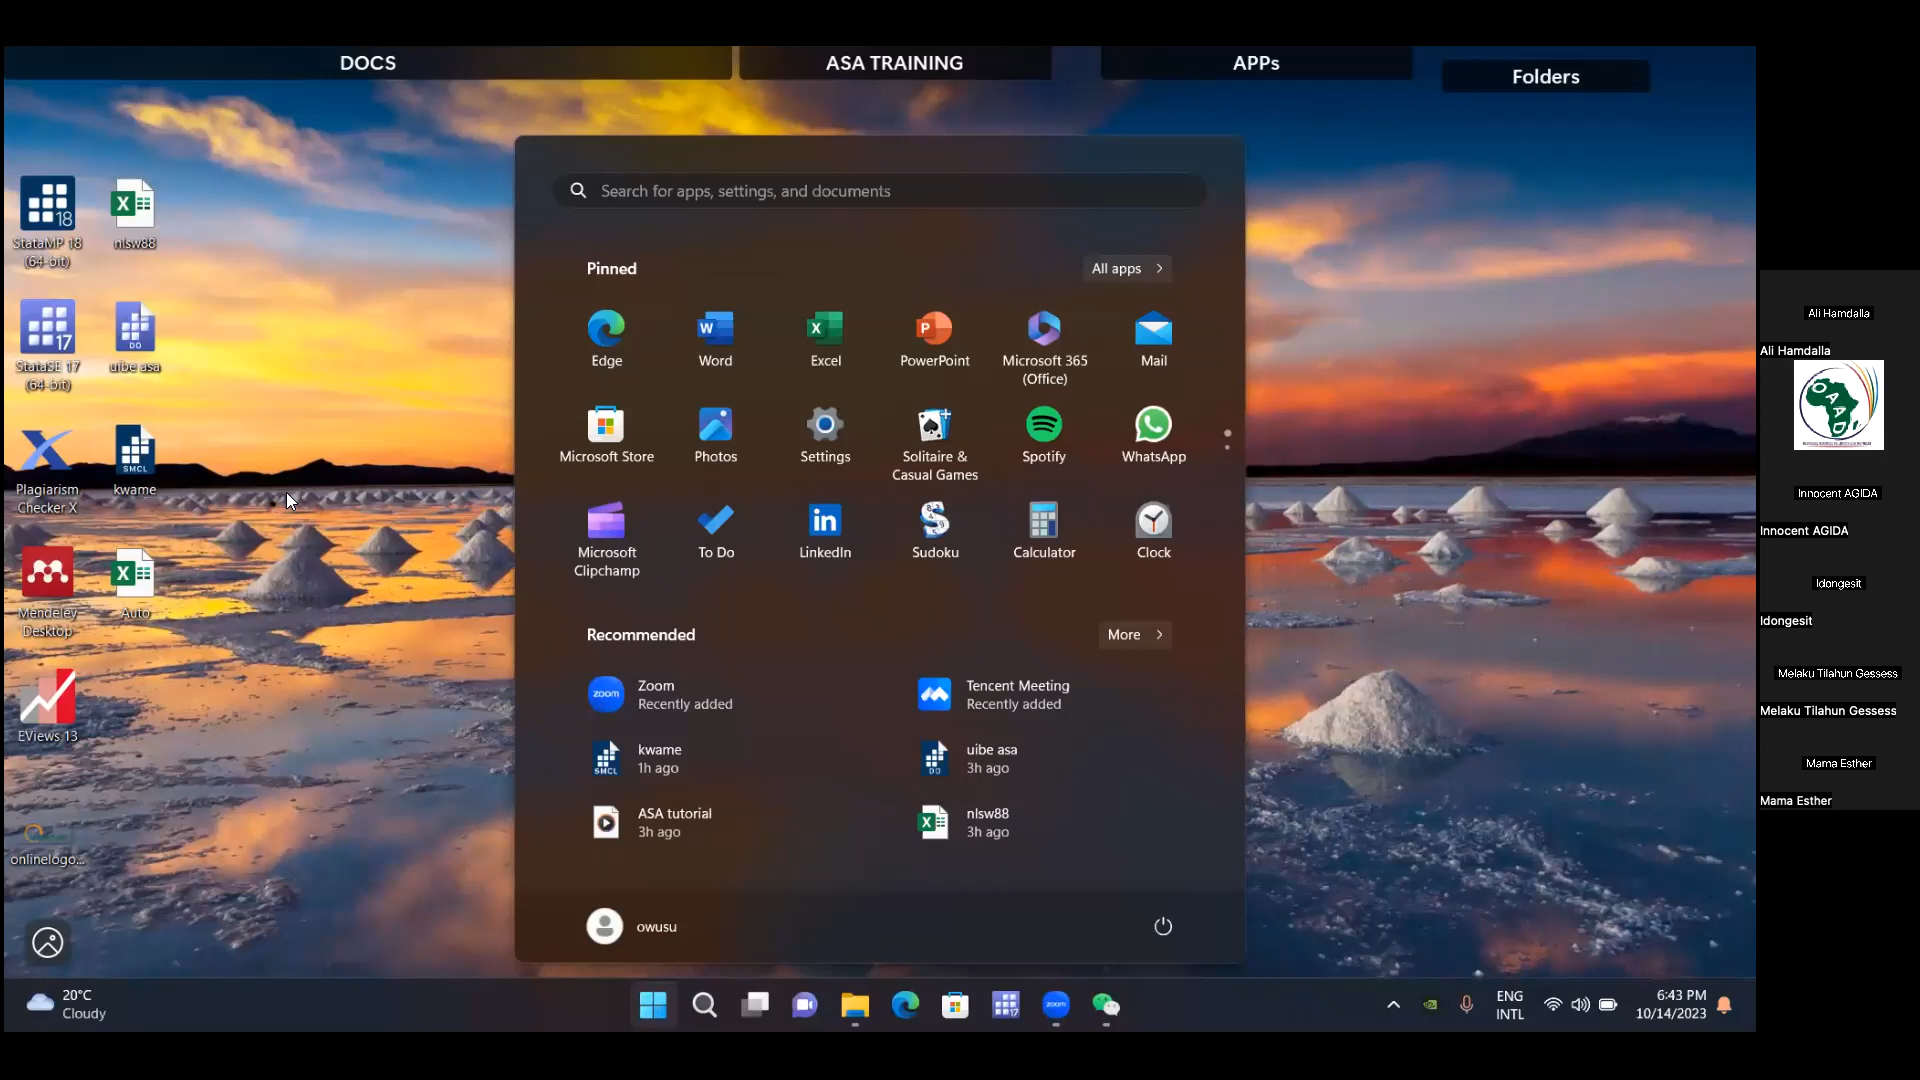 DOCS
ASA TRAINING
APPs
Folders
StataMP 18
(64-bit)
nlsw88
StataSE 17
(64-bit)
uibe asa
Plagiarism
Checker X
kwame
Mendeley
Desktop
Auto
EViews 13
onlinelogo...
Search for apps, settings, and documents
Pinned
All apps
Edge
Word
Excel
PowerPoint
Microsoft 365
(Office)
Mail
Microsoft Store
Photos
Settings
Solitaire &
Casual Games
Spotify
WhatsApp
Microsoft
Clipchamp
To Do
LinkedIn
Sudoku
Calculator
Clock
Recommended
More
Zoom
Recently added
Tencent Meeting
Recently added
kwame
1h ago
uibe asa
3h ago
ASA tutorial
3h ago
nlsw88
3h ago
owusu
20°C
Cloudy
ENG
INTL
6:43 PM
10/14/2023
Ali Hamdalla
Ali Hamdalla
Innocent AGIDA
Innocent AGIDA
Idongesit
Idongesit
Melaku Tilahun Gessess
Melaku Tilahun Gessess
Mama Esther
Mama Esther